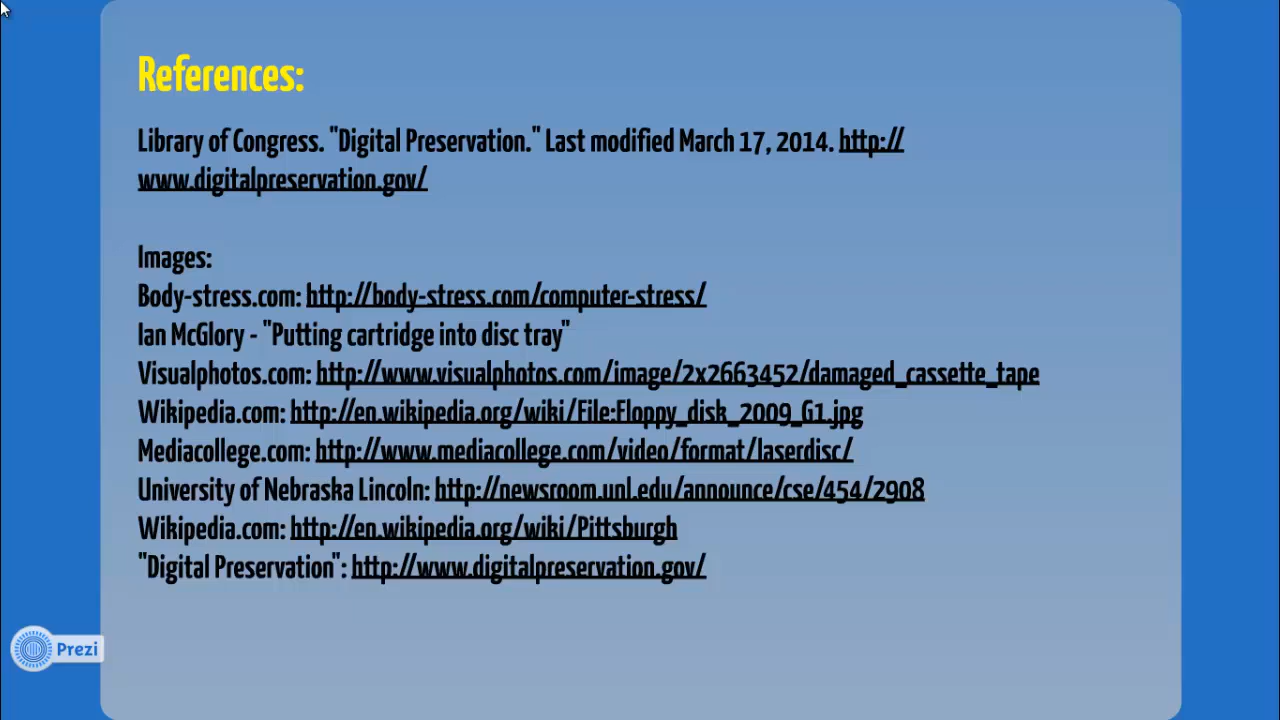 References:
Library of Congress. "Digital Preservation." Last modified March 17, 2014. http://
www.digitalpreservation.gov/
Images:
Body-stress.com: http://body-stress.com/computer-stress/
Ian McGlory - "Putting cartridge into disc tray"
Visualphotos.com: http://www.visualphotos.com/image/2x2663452/damaged_cassette_tape
Wikipedia.com: http://en.wikipedia.org/wiki/File:Floppy_disk_2009_G1.jpg
Mediacollege.com: http://www.mediacollege.com/video/format/laserdisc/
University of Nebraska Lincoln: http://newsroom.unl.edu/announce/cse/454/2908
Wikipedia.com: http://en.wikipedia.org/wiki/Pittsburgh
"Digital Preservation": http://www.digitalpreservation.gov/
Prezi